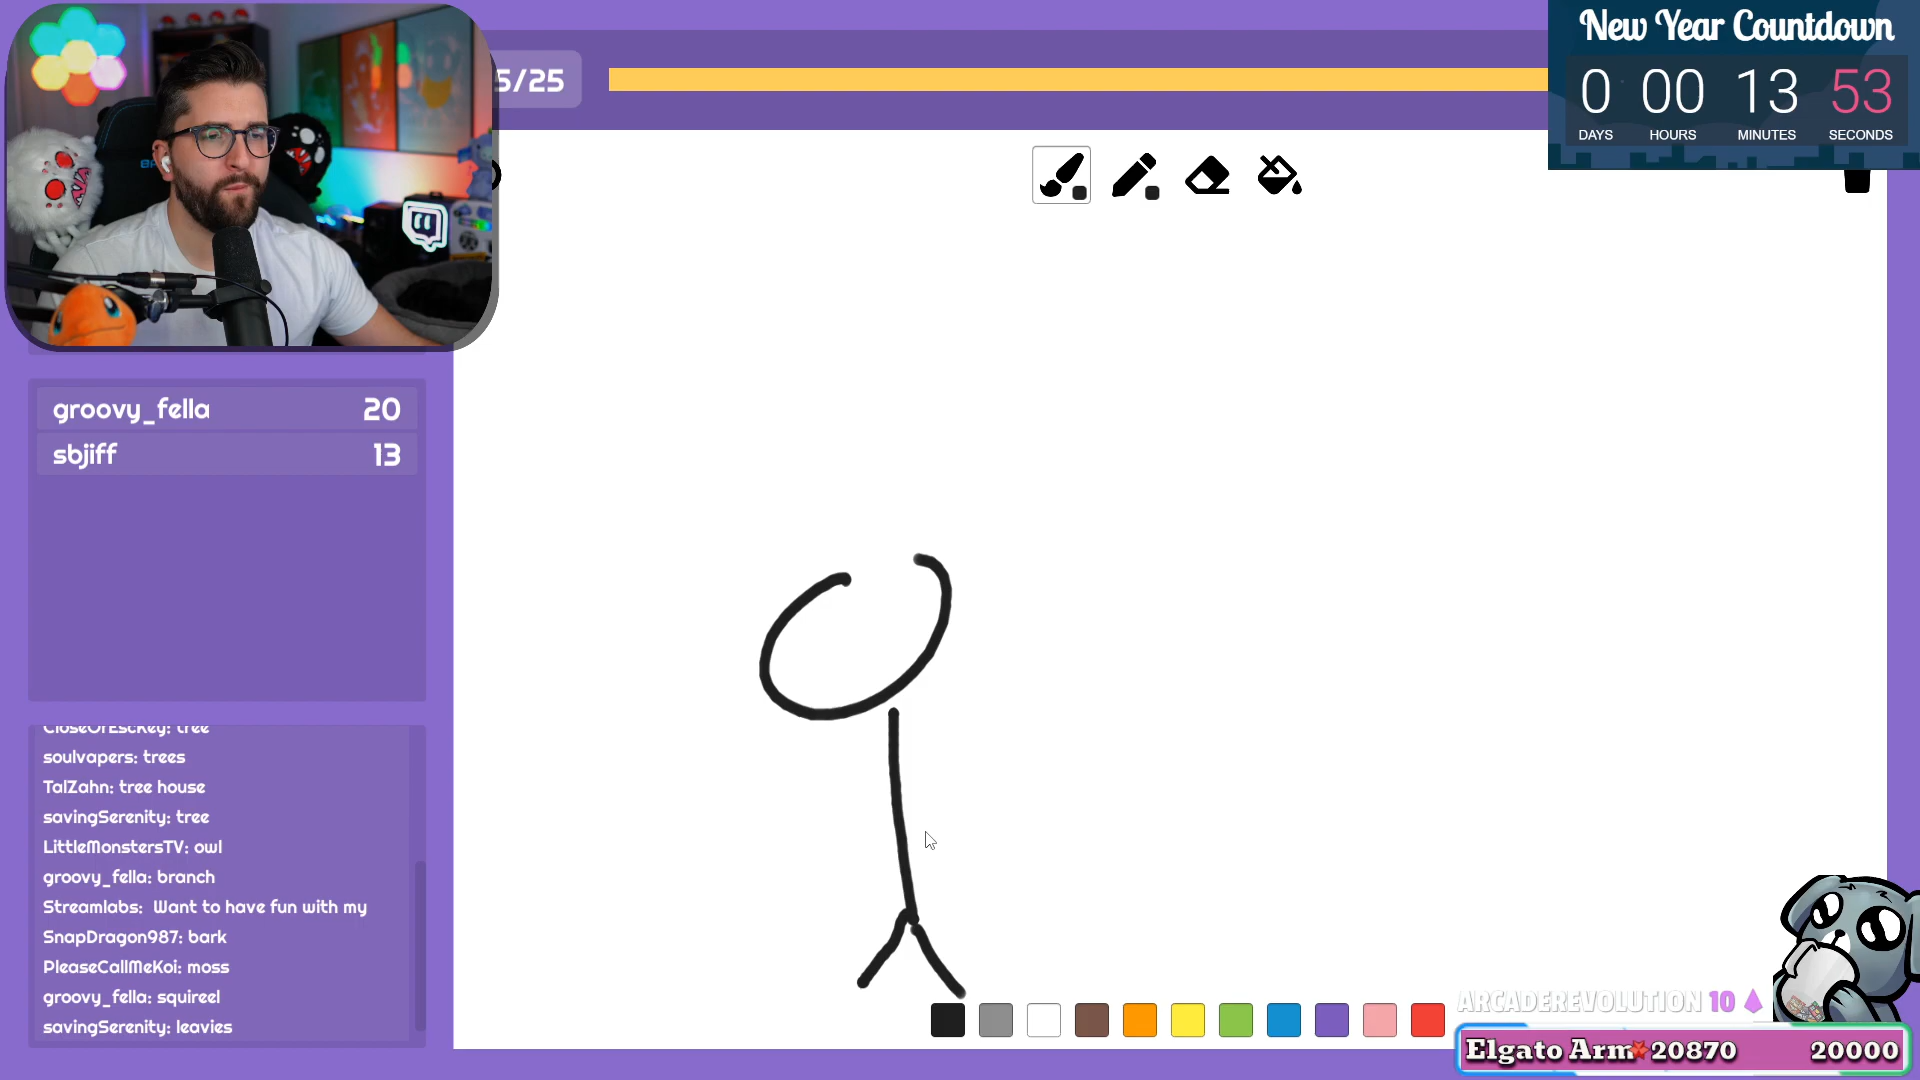 New Year Countdown
5/25
0 00 13 53
DAYS HOURS MINUTES SECONDS
groovy_fella 20
sbjiff 13
CloseOrEscKey: tree
soulvapers: trees
TalZahn: tree house
savingSerenity: tree
LittleMonstersTV: owl
groovy_fella: branch
Streamlabs: Want to have fun with my
SnapDragon987: bark
PleaseCallMeKoi: moss
groovy_fella: squireel
savingSerenity: leavies
ARCADEREVOLUTION 10
Elgato Arm 20870 20000